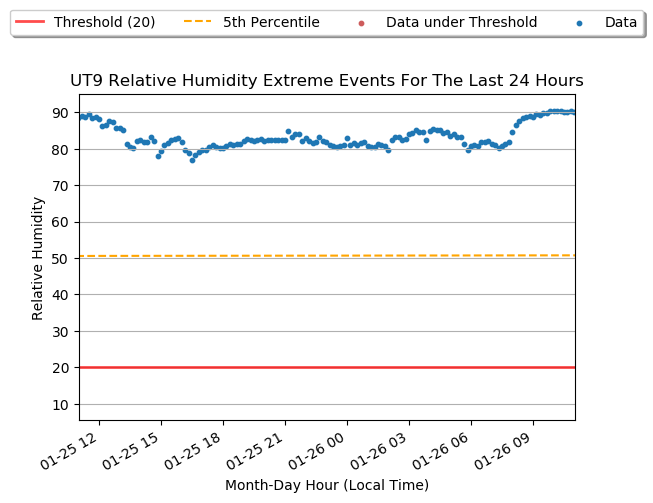 Threshold (20) 5th Percentile Data under Threshold Data
UT9 Relative Humidity Extreme Events For The Last 24 Hours
90
80
70
60
50
40
30
20
10
Relative Humidity
01-25 12 01-25 15 01-25 18 01-25 21 01-26 00 01-26 03 01-26 06 01-26 09
Month-Day Hour (Local Time)